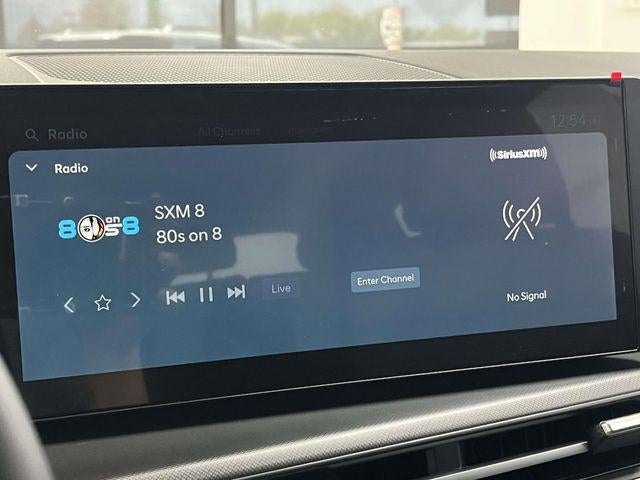 Radio
All Channels
12:54 PM
Radio
((SiriusXM))
SXM 8
80s on 8
80s on 8
Live
Enter Channel
No Signal